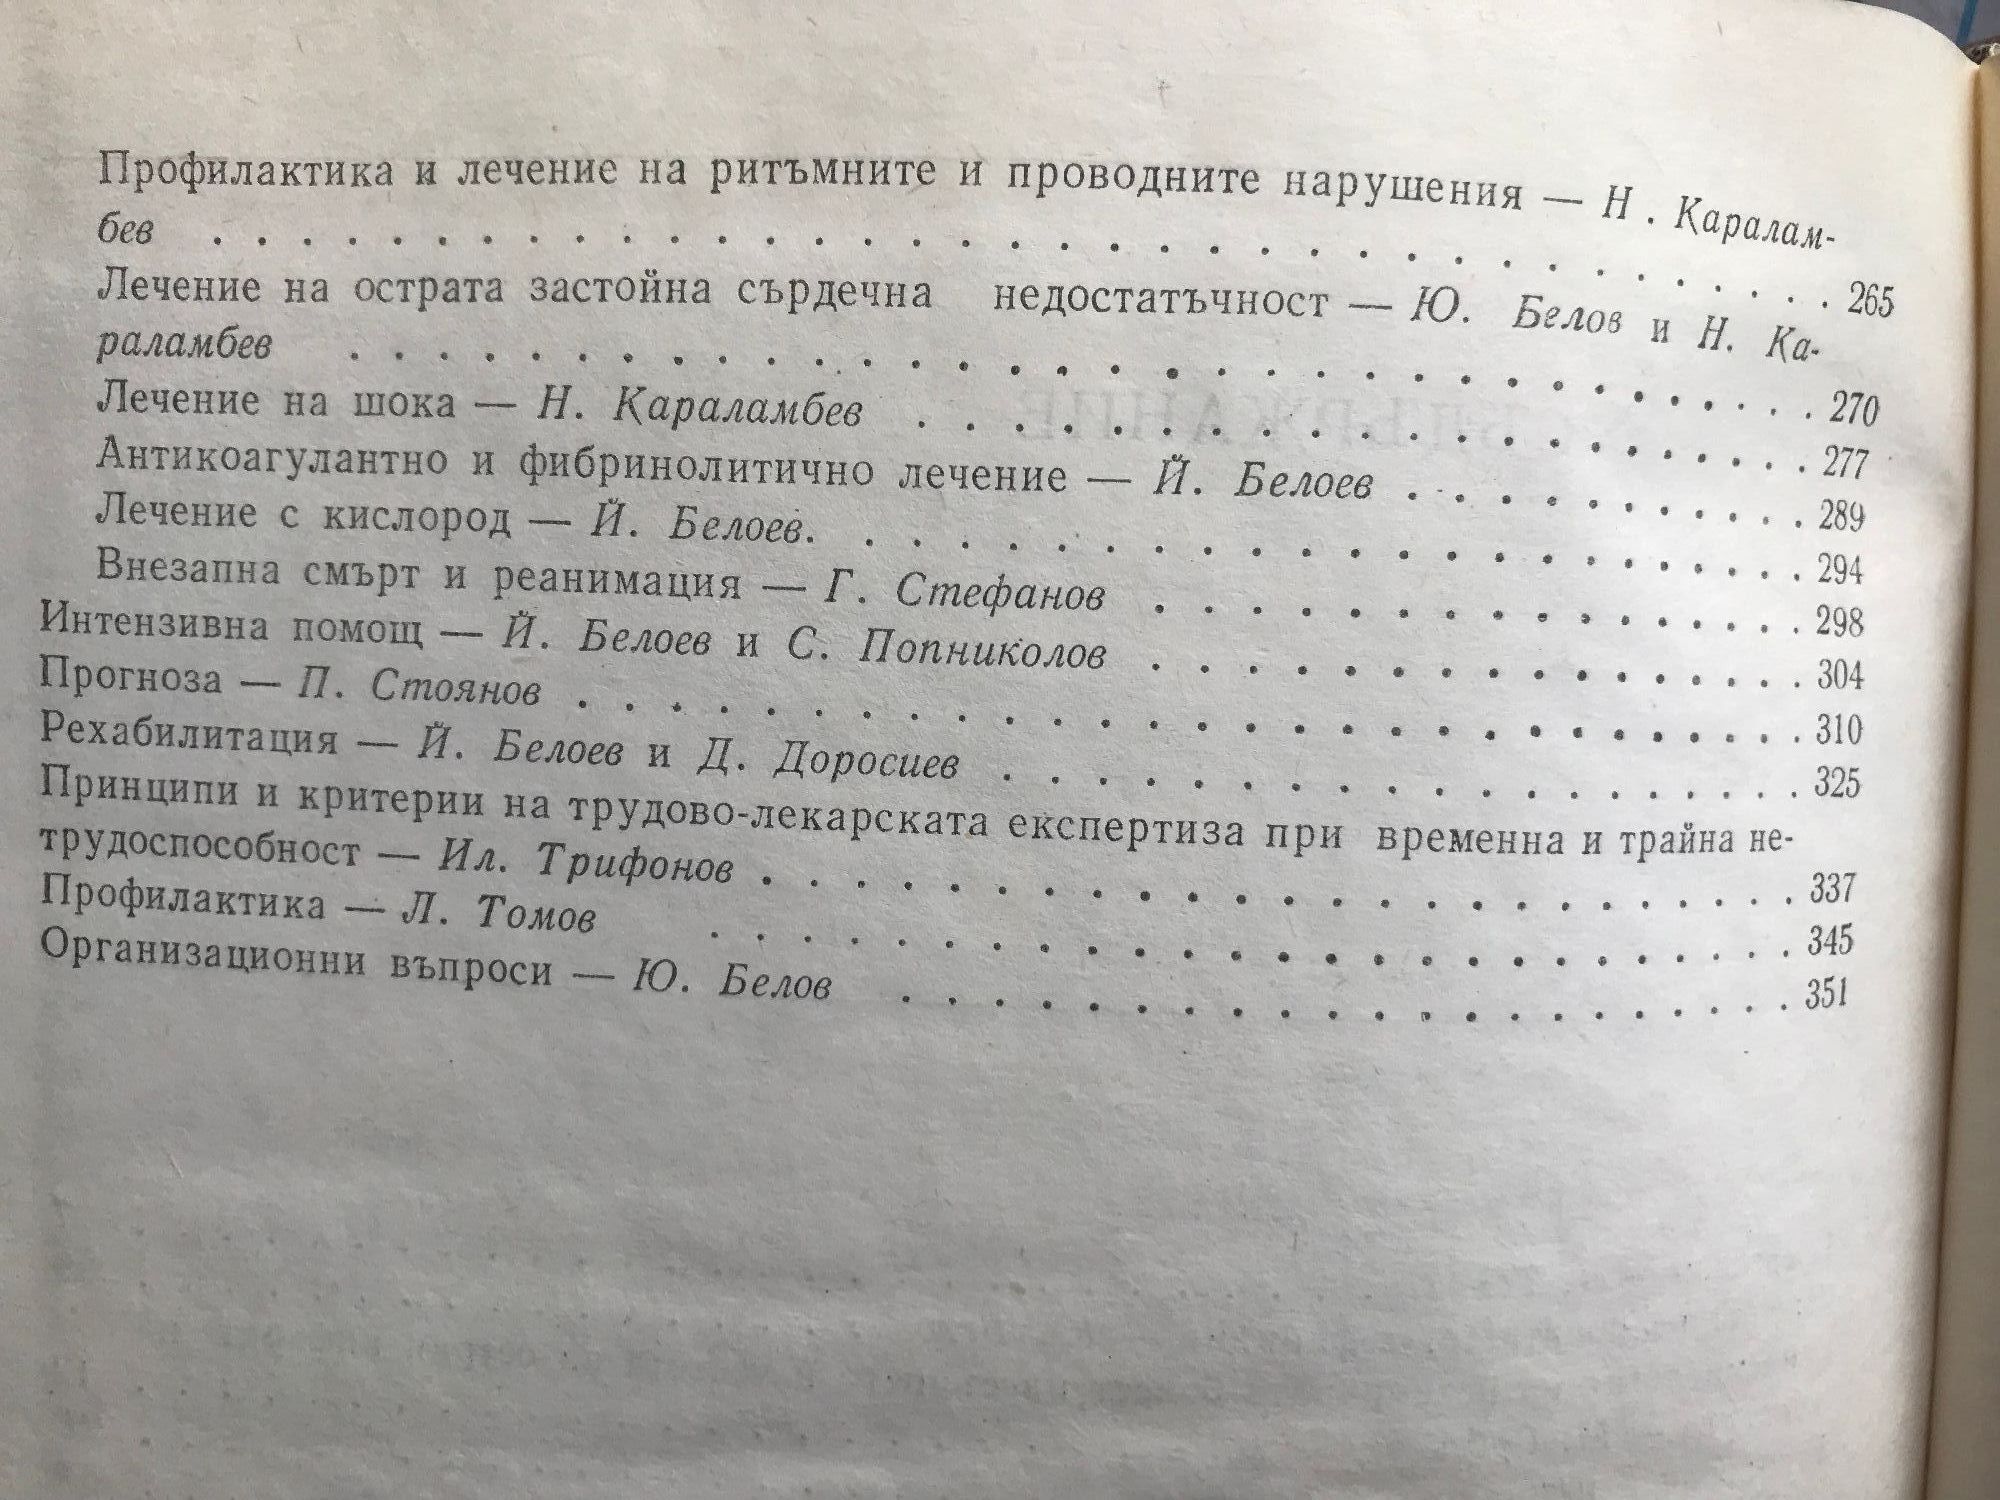 Профилактика и лечение на ритъмните и проводните нарушения — Н . Каралам-
бев . . . . . . . . . . . . . . . . . . . . . . . . . . . . . . . . . . . 265
Лечение на острата застойна сърдечна недостатъчност — Ю. Белов и Н. Ка-
раламбев . . . . . . . . . . . . . . . . . . . . . . . . . . . . . . . . 270
Лечение на шока — Н. Караламбев . . . . . . . . . . . . . . . . . . . . 277
Антикоагулантно и фибринолитично лечение — Й. Белоев . . . . . . . . . 289
Лечение с кислород — Й. Белоев. . . . . . . . . . . . . . . . . . . . . 294
Внезапна смърт и реанимация — Г. Стефанов . . . . . . . . . . . . . . 298
Интензивна помощ — Й. Белоев и С. Попниколов . . . . . . . . . . . . . . 304
Прогноза — П. Стоянов . . . . . . . . . . . . . . . . . . . . . . . . . . 310
Рехабилитация — Й. Белоев и Д. Доросиев . . . . . . . . . . . . . . . . . 325
Принципи и критерии на трудово-лекарската експертиза при временна и трайна не-
трудоспособност — Ил. Трифонов . . . . . . . . . . . . . . . . . . . . . . 337
Профилактика — Л. Томов . . . . . . . . . . . . . . . . . . . . . . . . 345
Организационни въпроси — Ю. Белов . . . . . . . . . . . . . . . . . . . . 351